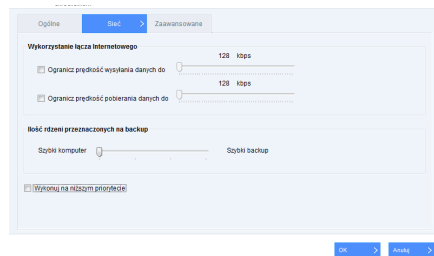 Ogólne Sieć > Zaawansowane
Wykorzystanie łącza Internetowego
128 kbps
Ogranicz prędkość wysyłania danych do
128 kbps
Ogranicz prędkość pobierania danych do
Ilość rdzeni przeznaczonych na backup
Szybki komputer Szybki backup
Wykonuj na niższym priorytecie
OK > Anuluj >